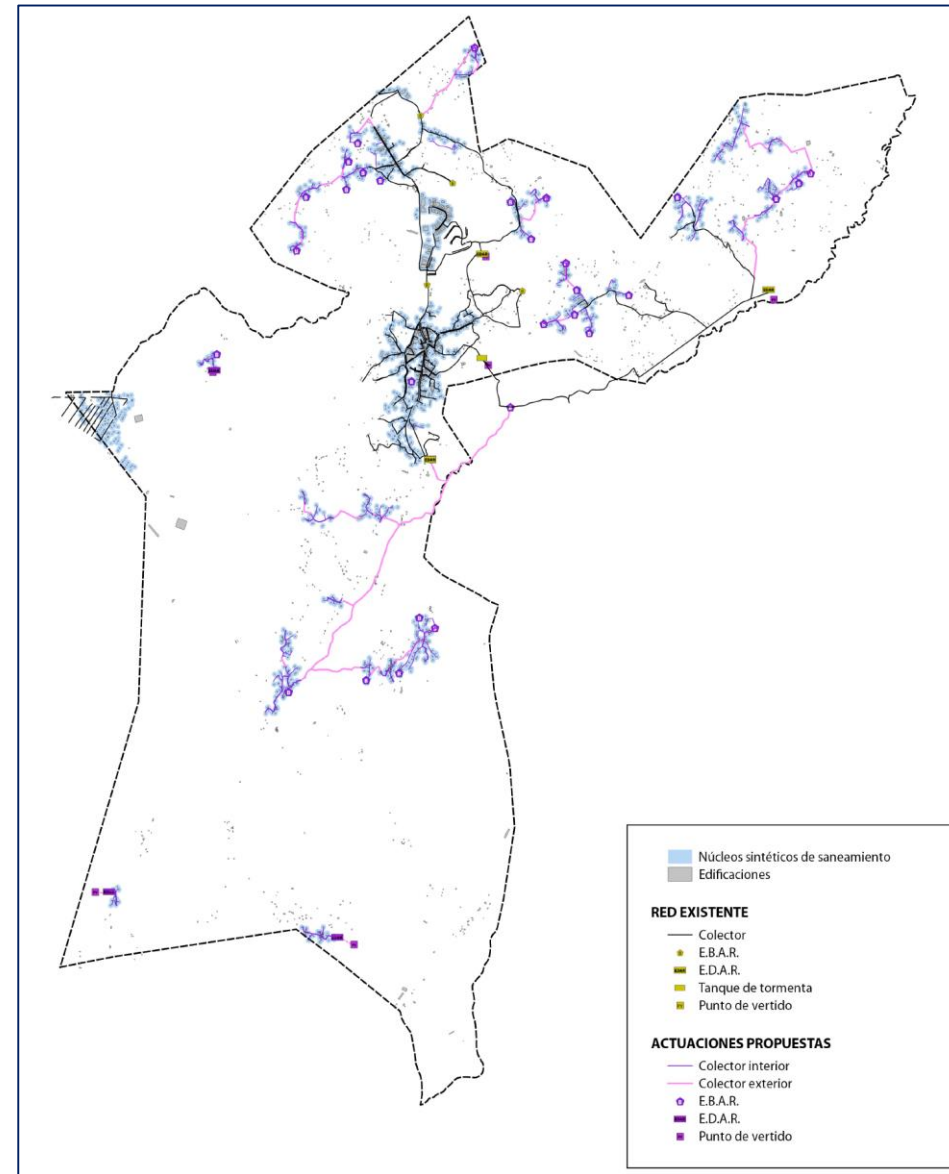 Núcleos sintéticos de saneamiento
Edificaciones
RED EXISTENTE
Colector
E.B.A.R.
E.D.A.R.
Tanque de tormenta
Punto de vertido
ACTUACIONES PROPUESTAS
Colector interior
Colector exterior
E.B.A.R.
E.D.A.R.
Punto de vertido